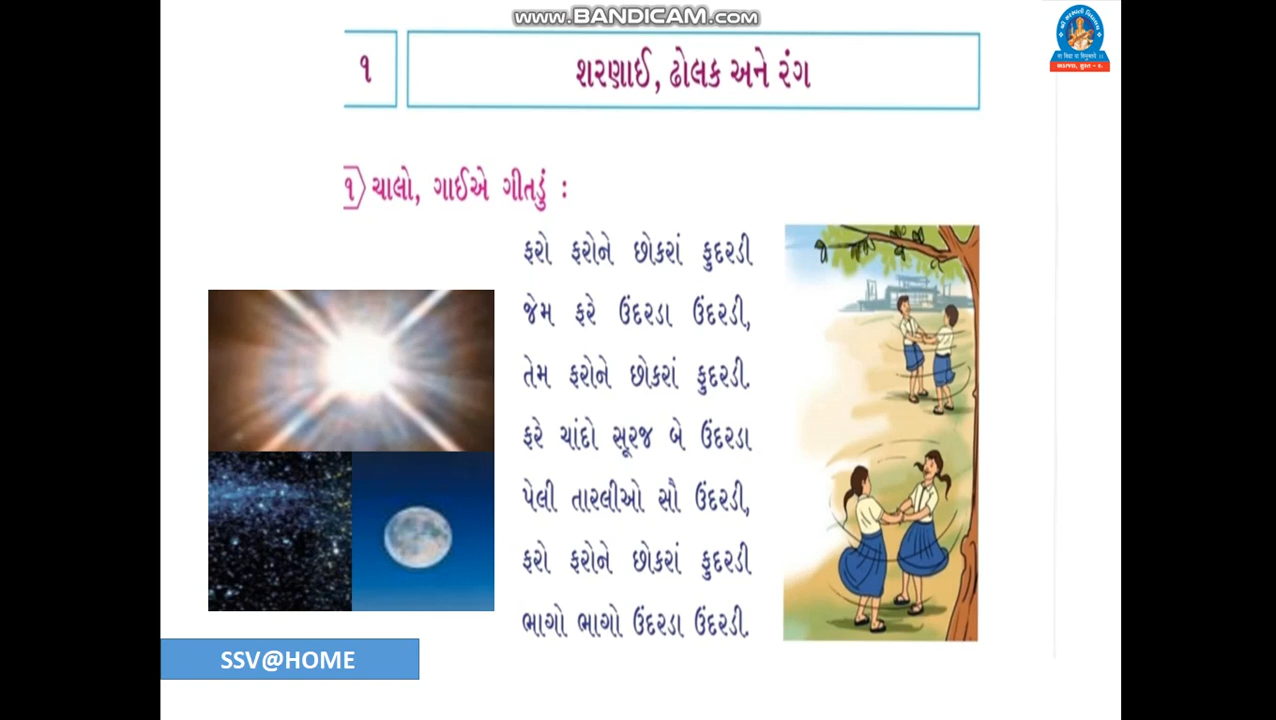 www.BANDICAM.com
૧
શરણાઈ, ઢોલક અને રંગ
૧ ચાલો, ગાઈએ ગીતડું :
ફરો ફરોને છોકરાં ફુદરડી
જેમ ફરે ઉંદરડા ઉંદરડી,
તેમ ફરોને છોકરાં ફુદરડી.
ફરે ચાંદો સૂરજ બે ઉંદરડા
પેલી તારલીઓ સૌ ઉંદરડી,
ફરો ફરોને છોકરાં ફુદરડી
ભાગો ભાગો ઉંદરડા ઉંદરડી.
SSV@HOME